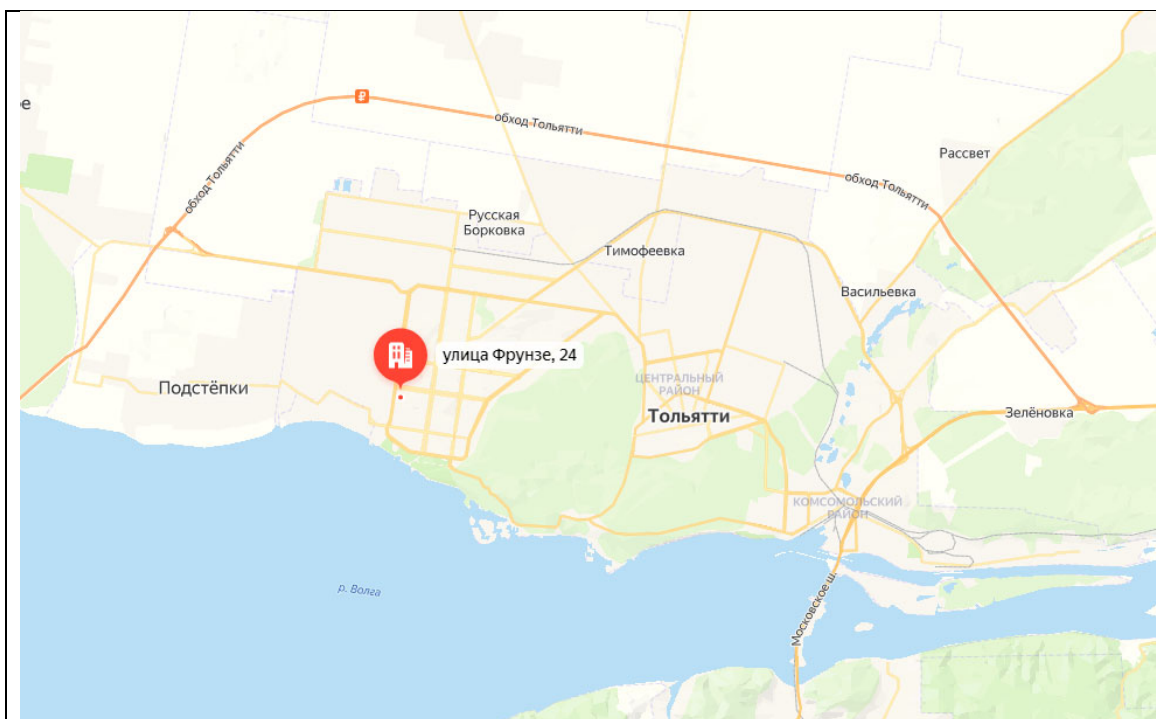 ое
₽
обход Тольятти
обход Тольятти
Рассвет
обход Тольятти
Русская
Борковка
Тимофеевка
Васильевка
улица Фрунзе, 24
Подстёпки
ЦЕНТРАЛЬНЫЙ
РАЙОН
Тольятти
Зелёновка
КОМСОМОЛЬСКИЙ
РАЙОН
р. Волга
Московское ш.